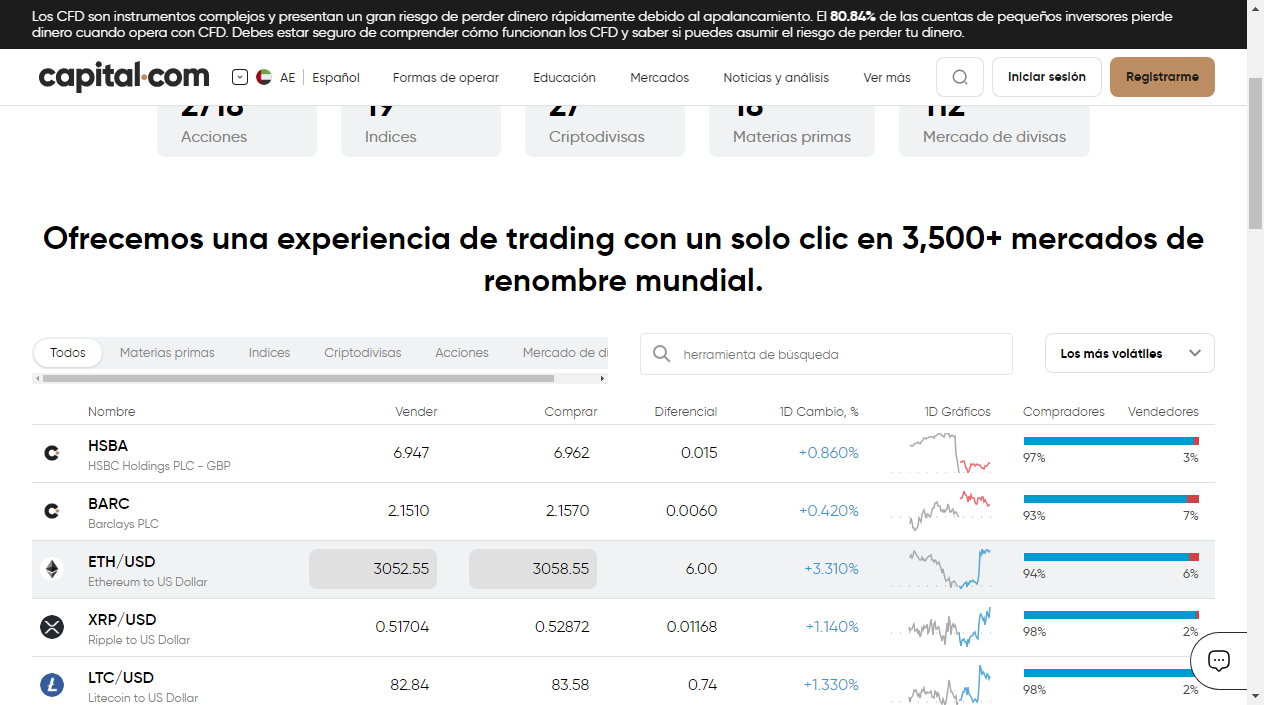 Los CFD son instrumentos complejos y presentan un gran riesgo de perder dinero rápidamente debido al apalancamiento. El 80.84% de las cuentas de pequeños inversores pierde
dinero cuando opera con CFD. Debes estar seguro de comprender cómo funcionan los CFD y saber si puedes asumir el riesgo de perder tu dinero.
capital.com AE Español Formas de operar Educación Mercados Noticias y análisis Ver más Iniciar sesión Registrarme
2718 19 27 18 112
Acciones Indices Criptodivisas Materias primas Mercado de divisas
Ofrecemos una experiencia de trading con un solo clic en 3,500+ mercados de
renombre mundial.
Todos Materias primas Indices Criptodivisas Acciones Mercado de di herramienta de búsqueda Los más volátiles
Nombre Vender Comprar Diferencial 1D Cambio, % 1D Gráficos Compradores Vendedores
HSBA 6.947 6.962 0.015 +0.860%
HSBC Holdings PLC - GBP 97% 3%
BARC 2.1510 2.1570 0.0060 +0.420%
Barclays PLC 93% 7%
ETH/USD 3052.55 3058.55 6.00 +3.310%
Ethereum to US Dollar 94% 6%
XRP/USD 0.51704 0.52872 0.01168 +1.140%
Ripple to US Dollar 98% 2%
LTC/USD 82.84 83.58 0.74 +1.330%
Litecoin to US Dollar 98% 2%